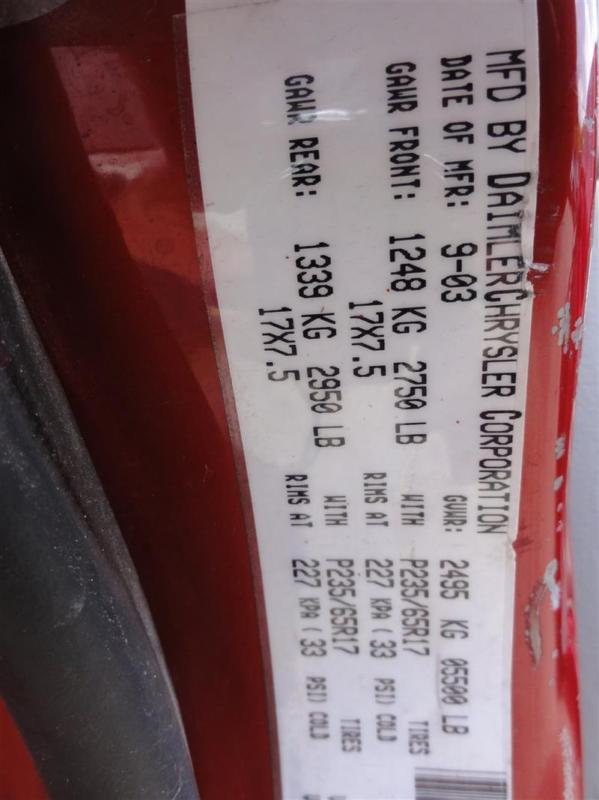 MFD BY DAIMLERCHRYSLER CORPORATION
DATE OF MFR: 9-03 GVWR: 2495 KG 05500 LB
GAWR FRONT: 1248 KG 2750 LB WITH P235/65R17 TIRES
17X7.5 RIMS AT 227 KPA ( 33 PSI) COLD
GAWR REAR: 1339 KG 2950 LB WITH P235/65R17 TIRES
17X7.5 RIMS AT 227 KPA ( 33 PSI) COLD